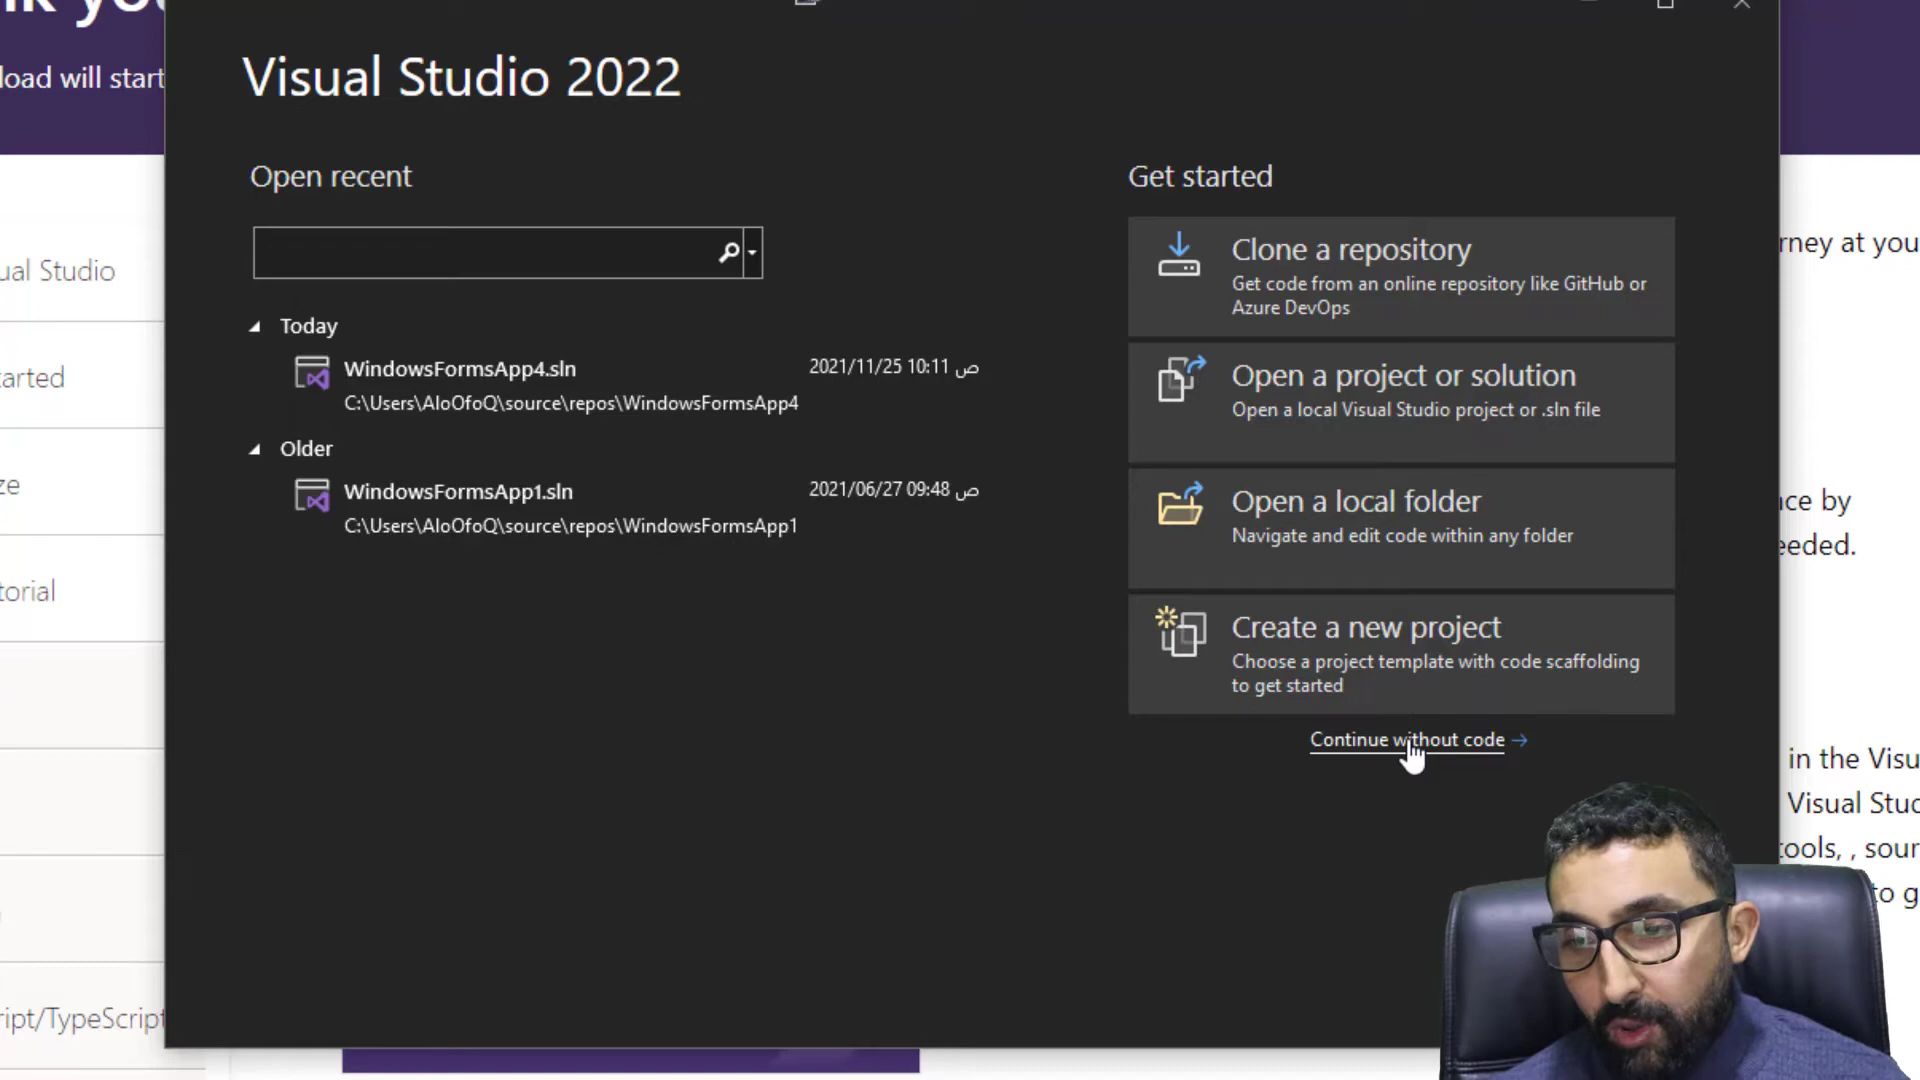 load will start
Visual Studio 2022
Open recent
Today
WindowsFormsApp4.sln
2021/11/25 10:11 ص
C:\Users\AloOfoQ\source\repos\WindowsFormsApp4
Older
WindowsFormsApp1.sln
2021/06/27 09:48 ص
C:\Users\AloOfoQ\source\repos\WindowsFormsApp1
Get started
Clone a repository
Get code from an online repository like GitHub or
Azure DevOps
Open a project or solution
Open a local Visual Studio project or .sln file
Open a local folder
Navigate and edit code within any folder
Create a new project
Choose a project template with code scaffolding
to get started
Continue without code →
ual Studio
tarted
ze
torial
ript/TypeScript
rney at you
nce by
eeded.
in the Visu
Visual Stud
tools, , sour
to g